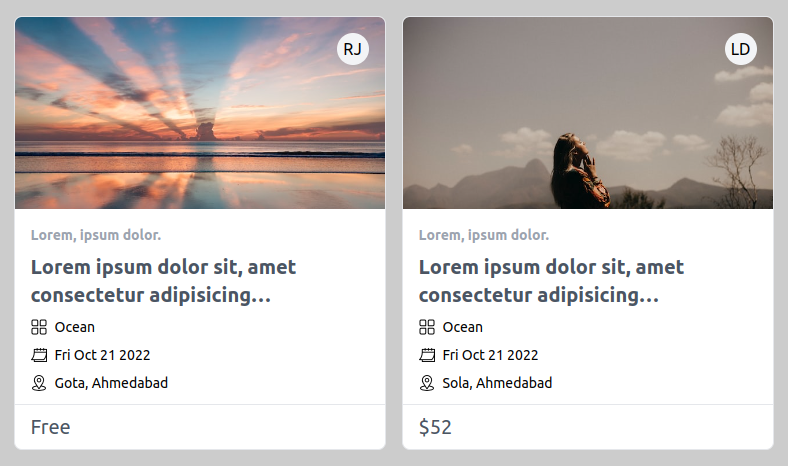 RJ
Lorem, ipsum dolor.
Lorem ipsum dolor sit, amet
consectetur adipisicing...
Ocean
Fri Oct 21 2022
Gota, Ahmedabad
Free
LD
Lorem, ipsum dolor.
Lorem ipsum dolor sit, amet
consectetur adipisicing...
Ocean
Fri Oct 21 2022
Sola, Ahmedabad
$52